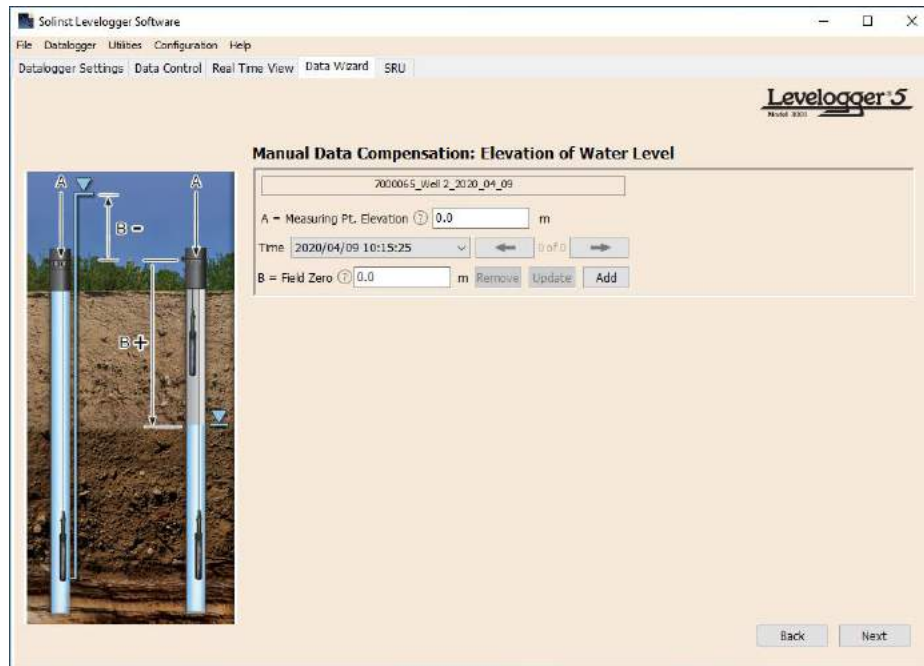 Solinst Levelogger Software
File Datalogger Utilities Configuration Help
Datalogger Settings Data Control Real Time View Data Wizard SRU
Levelogger 5
Manual Data Compensation: Elevation of Water Level
7000065_Well 2_2020_04_09
A = Measuring Pt. Elevation ? 0.0 m
Time 2020/04/09 10:15:25 0 of 0
B = Field Zero ? 0.0 m Remove Update Add
A A
B -
B +
Back Next